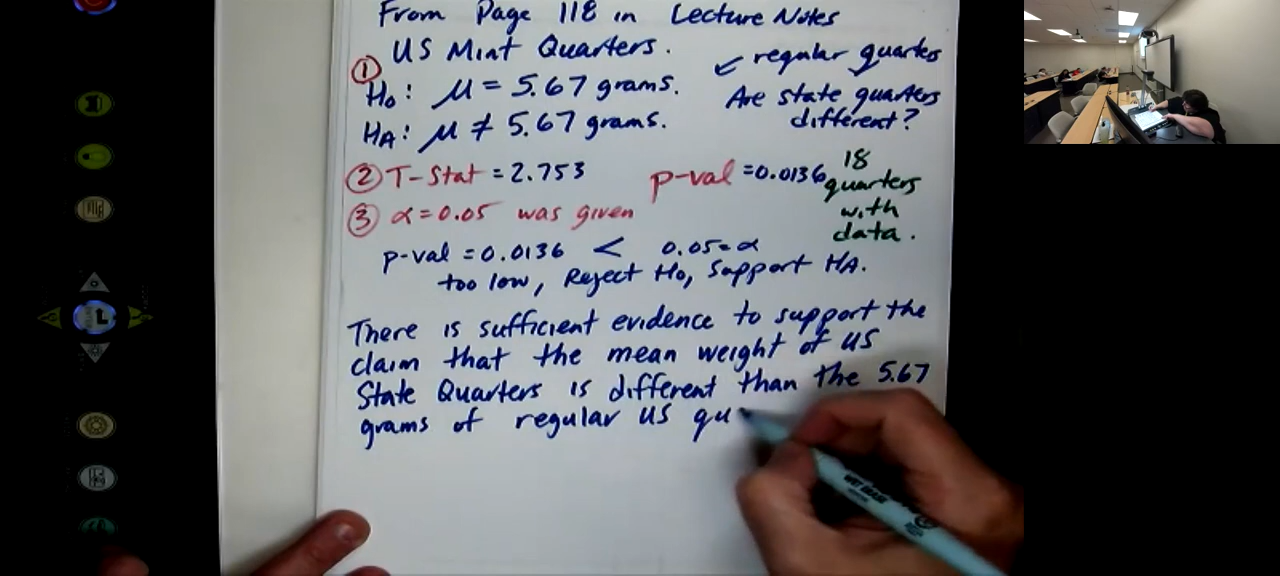 From Page 118 in Lecture Notes
US Mint Quarters.
① H₀: μ = 5.67 grams.
↙ regular quarters
HA: μ ≠ 5.67 grams.
Are state quarters
different?
② T-Stat = 2.753
p-val = 0.0136
18
quarters
with
data.
③ α = 0.05 was given
p-val = 0.0136 < 0.05 = α
too low, Reject H₀, Support HA.
There is sufficient evidence to support the
claim that the mean weight of US
State Quarters is different than the 5.67
grams of regular US qu